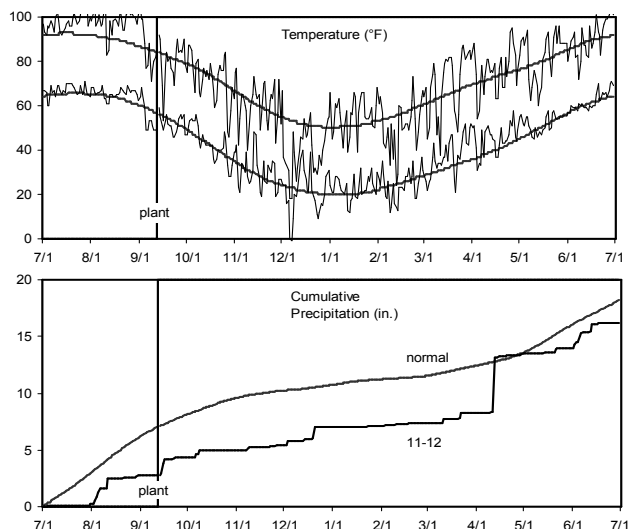 100
Temperature (°F)
80
60
40
20
plant
0
7/1 8/1 9/1 10/1 11/1 12/1 1/1 2/1 3/1 4/1 5/1 6/1 7/1
20
Cumulative
Precipitation (in.)
15
normal
10
5
11-12
plant
0
7/1 8/1 9/1 10/1 11/1 12/1 1/1 2/1 3/1 4/1 5/1 6/1 7/1